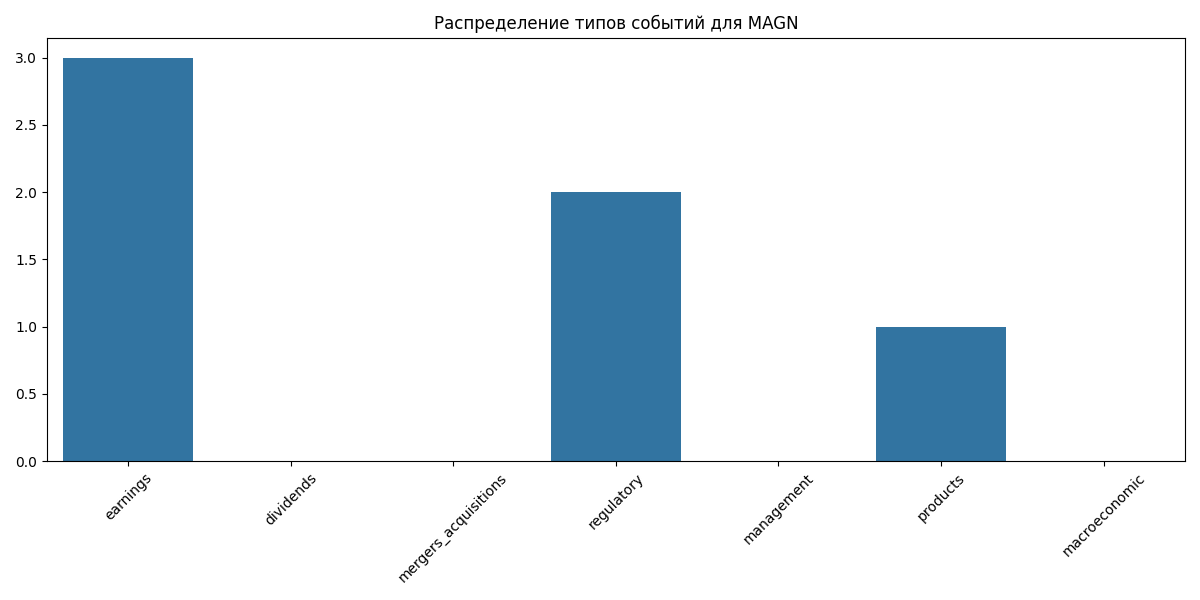 Распределение типов событий для MAGN
3.0
2.5
2.0
1.5
1.0
0.5
0.0
earnings
dividends
mergers_acquisitions
regulatory
management
products
macroeconomic